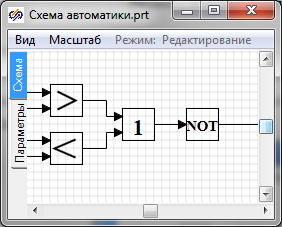 Схема автоматики.prt
Вид Масштаб Режим: Редактирование
Схема
Параметры
>
<
1
NOT